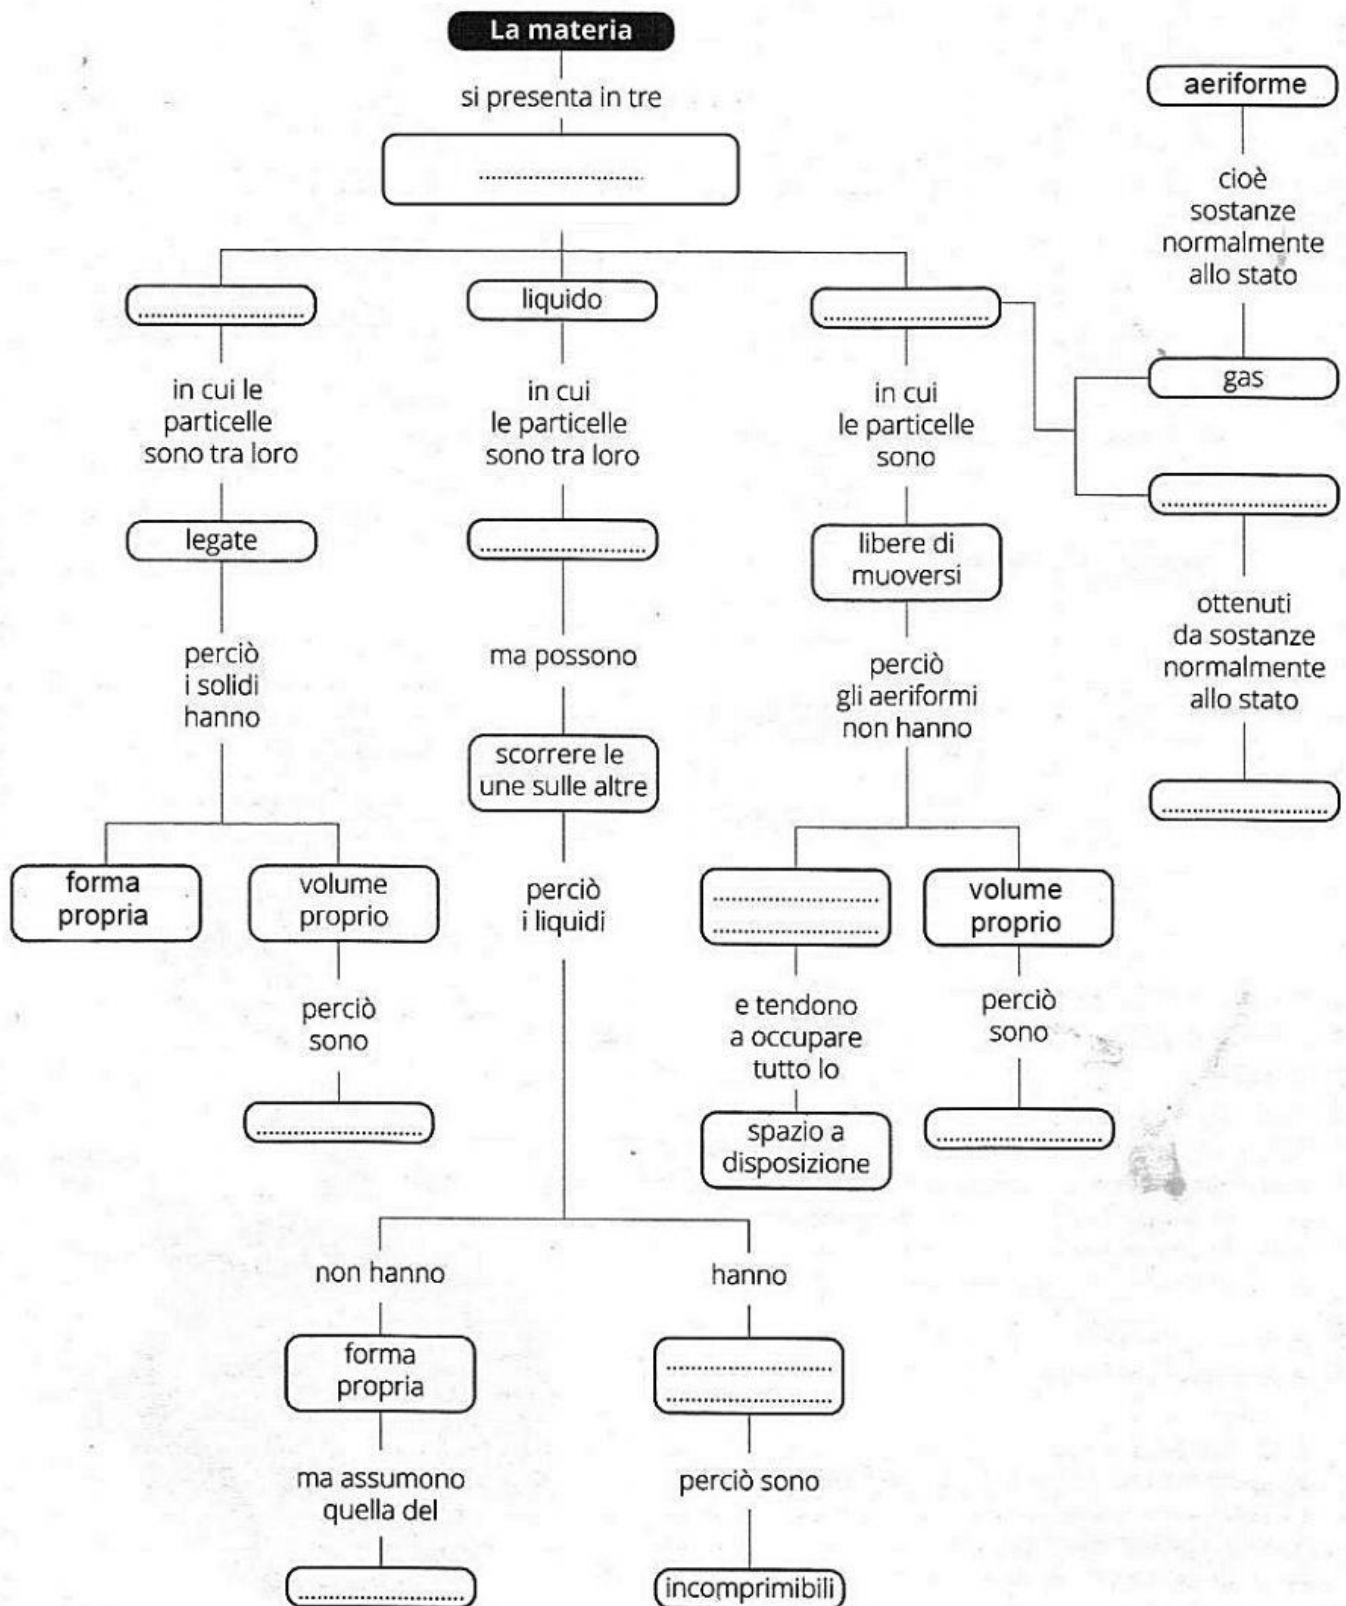 La materia
si presenta in tre
....................
aeriforme
cioè
sostanze
normalmente
allo stato
gas
....................
ottenuti
da sostanze
normalmente
allo stato
....................
....................
in cui le
particelle
sono tra loro
legate
perciò
i solidi
hanno
forma
propria
volume
proprio
perciò
sono
....................
liquido
in cui
le particelle
sono tra loro
....................
ma possono
scorrere le
une sulle altre
perciò
i liquidi
non hanno
forma
propria
ma assumono
quella del
....................
hanno
....................
....................
perciò sono
incomprimibili
....................
in cui
le particelle
sono
libere di
muoversi
perciò
gli aeriformi
non hanno
....................
....................
e tendono
a occupare
tutto lo
spazio a
disposizione
volume
proprio
perciò
sono
....................